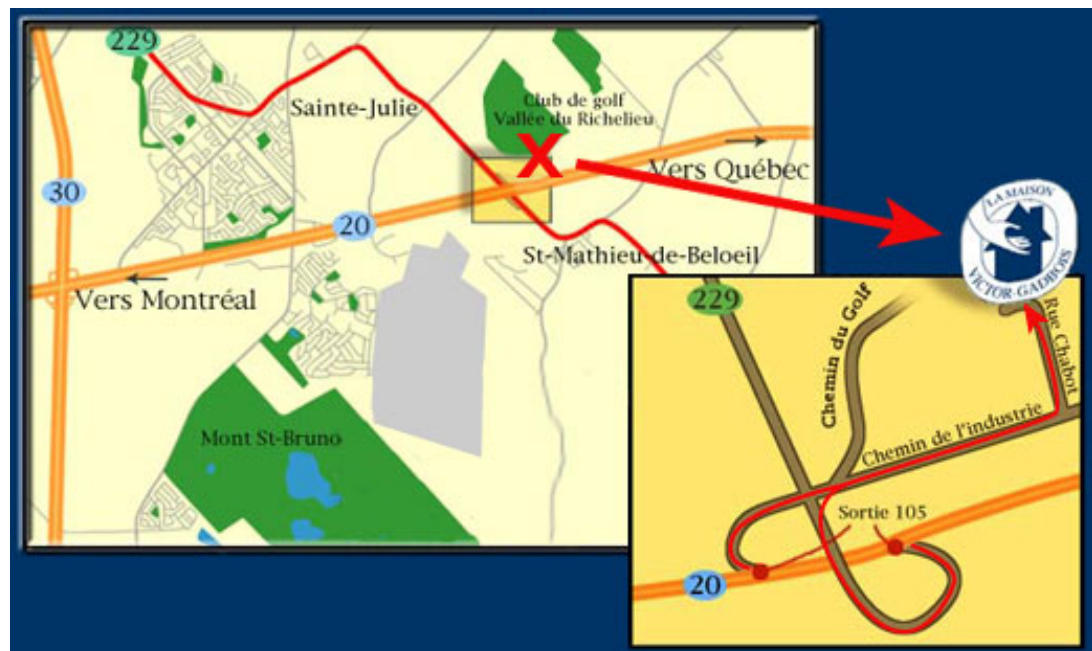 229
Sainte-Julie
Club de golf
Vallée du Richelieu
X
Vers Québec
30
20
St-Mathieu-de-Beloeil
Vers Montréal
Mont St-Bruno
LA MAISON
VICTOR-GADBOIS
229
Chemin du Golf
Rue Chabot
Chemin de l'industrie
Sortie 105
20